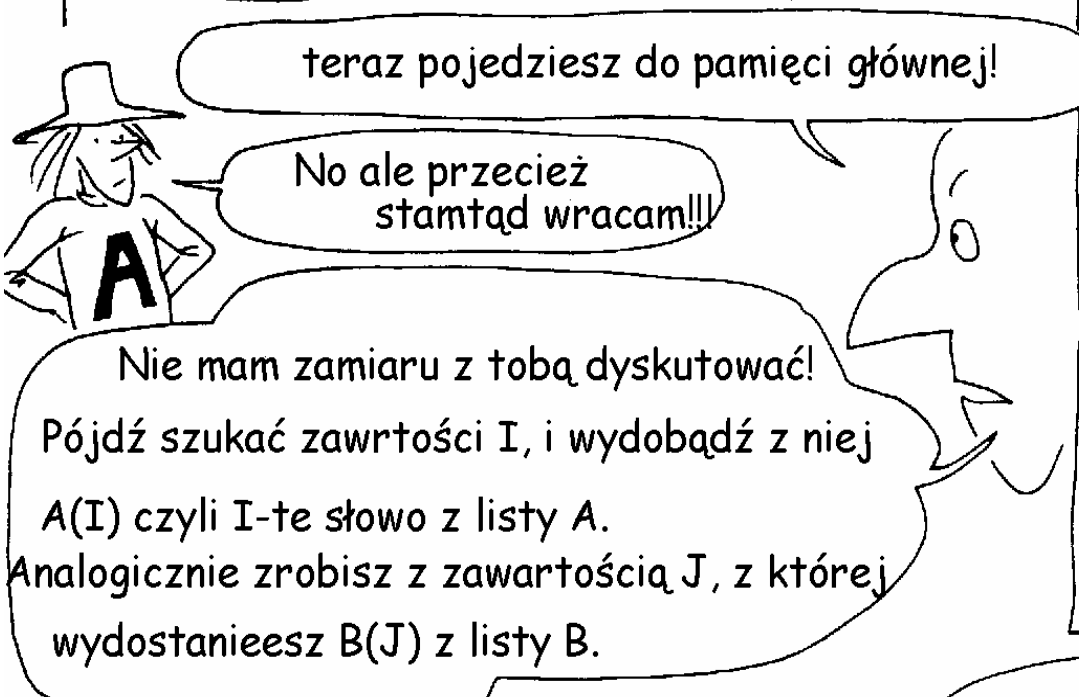 teraz pojedziesz do pamięci głównej!
No ale przecież
stamtąd wracam!!!
A
Nie mam zamiaru z tobą dyskutować!
Pójdź szukać zawrtości I, i wydobądź z niej
A(I) czyli I-te słowo z listy A.
Analogicznie zrobisz z zawartością J, z której
wydostanieesz B(J) z listy B.